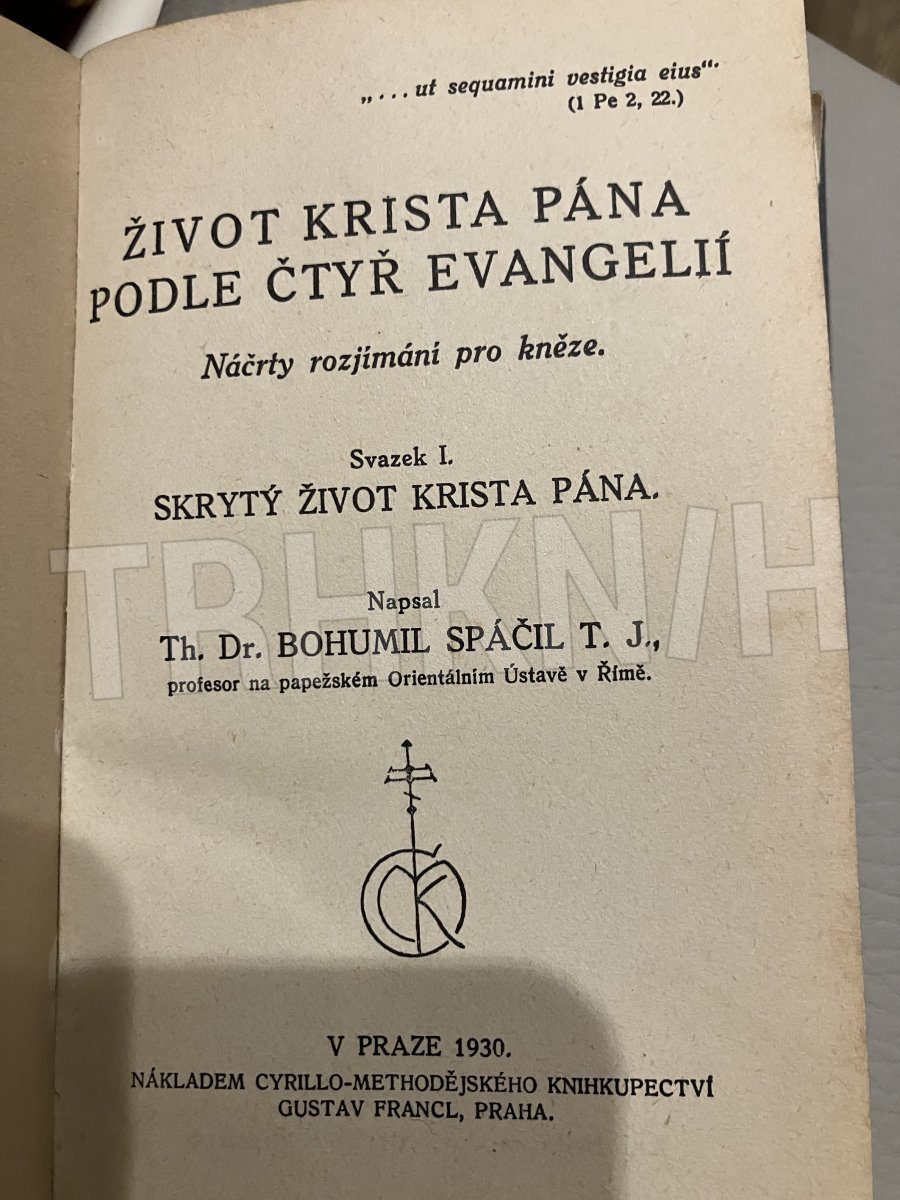 „...ut sequamini vestigia eius“.
(1 Pe 2, 22.)
ŽIVOT KRISTA PÁNA
PODLE ČTYŘ EVANGELIÍ
Náčrty rozjímání pro kněze.
Svazek I.
SKRYTÝ ŽIVOT KRISTA PÁNA.
TRHKN/H
Napsal
Th. Dr. BOHUMIL SPÁČIL T. J.,
profesor na papežském Orientálním Ústavě v Římě.
ČK
V PRAZE 1930.
NÁKLADEM CYRILLO-METHODĚJSKÉHO KNIHKUPECTVÍ
GUSTAV FRANCL, PRAHA.